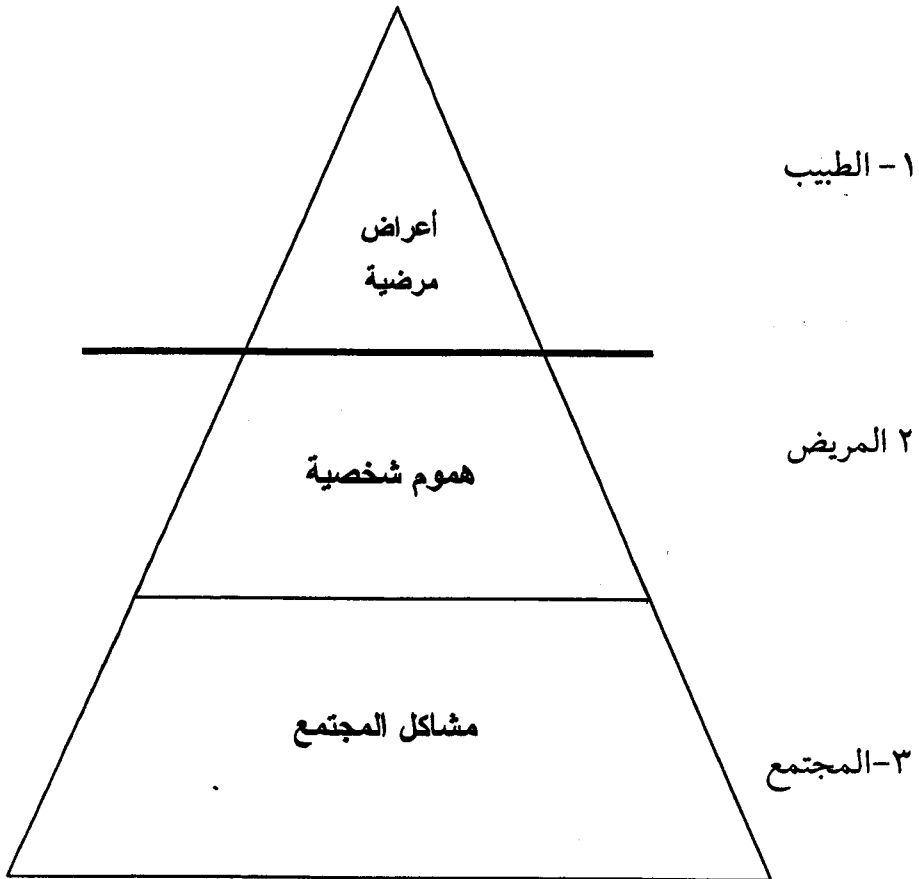 ١- الطبيب
أعراض
مرضية
٢ المريض
هموم شخصية
مشاكل المجتمع
٣-المجتمع